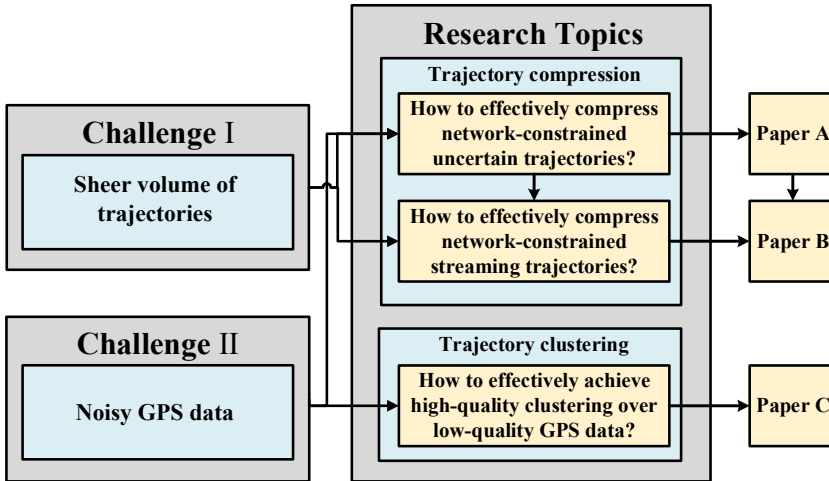 Research Topics
Trajectory compression
How to effectively compress
network-constrained
uncertain trajectories?
Paper A
Challenge I
Sheer volume of
trajectories
How to effectively compress
network-constrained
streaming trajectories?
Paper B
Challenge II
Noisy GPS data
Trajectory clustering
How to effectively achieve
high-quality clustering over
low-quality GPS data?
Paper C